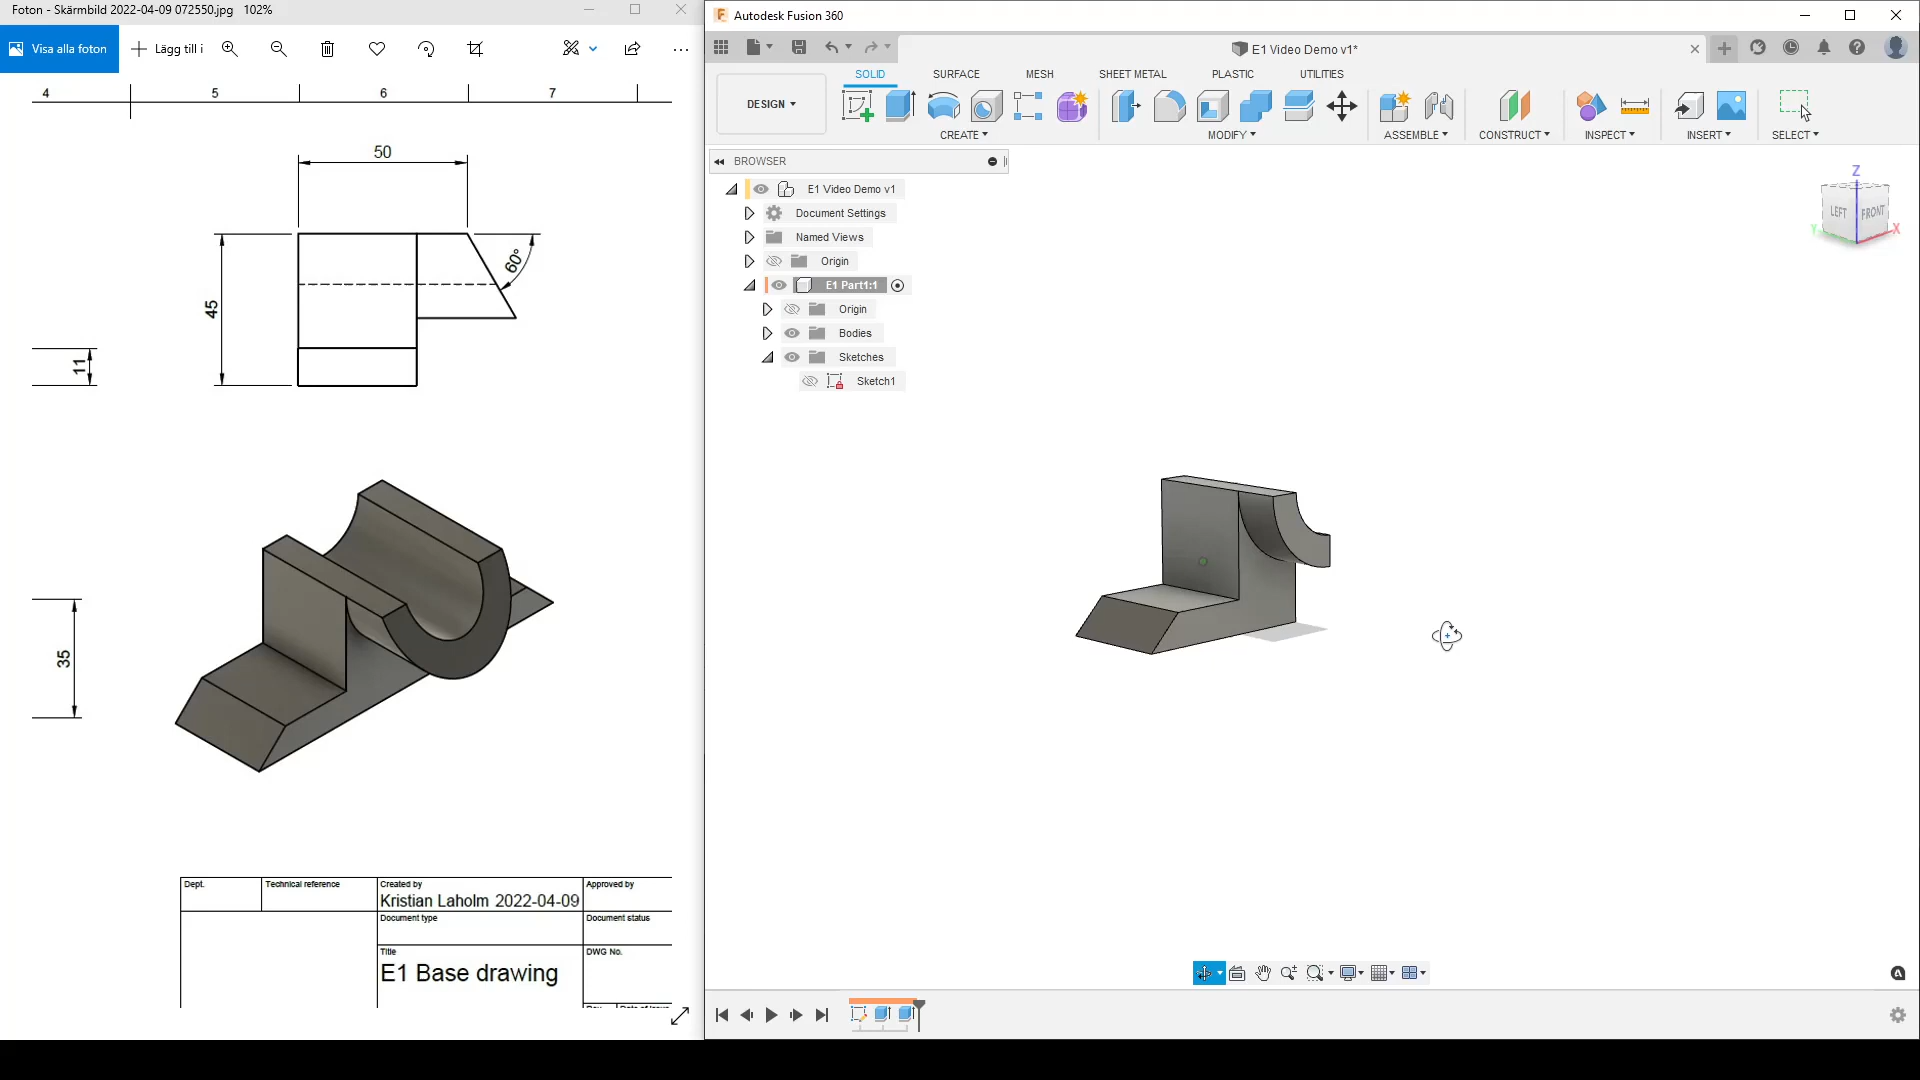 Foton - Skärmbild 2022-04-09 072550.jpg 102%
Visa alla foton
Lägg till i
4 5 6 7
50
60°
45
11
35
Dept.
Technical reference
Created by
Kristian Laholm 2022-04-09
Approved by
Document type
Document status
Title
E1 Base drawing
DWG No.
Autodesk Fusion 360
E1 Video Demo v1*
SOLID SURFACE MESH SHEET METAL PLASTIC UTILITIES
DESIGN
CREATE MODIFY ASSEMBLE CONSTRUCT INSPECT INSERT SELECT
BROWSER
E1 Video Demo v1
Document Settings
Named Views
Origin
E1 Part1:1
Origin
Bodies
Sketches
Sketch1
Z
LEFT FRONT
Y X